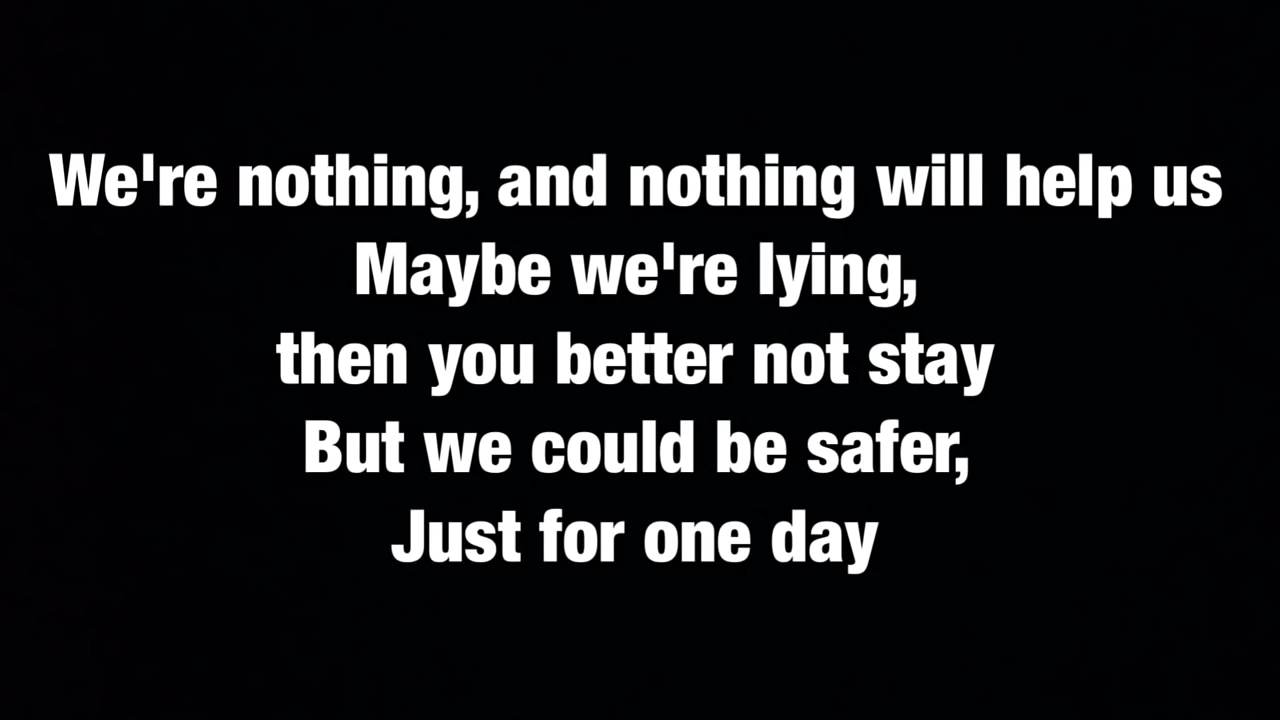 We're nothing, and nothing will help us
Maybe we're lying,
then you better not stay
But we could be safer,
Just for one day